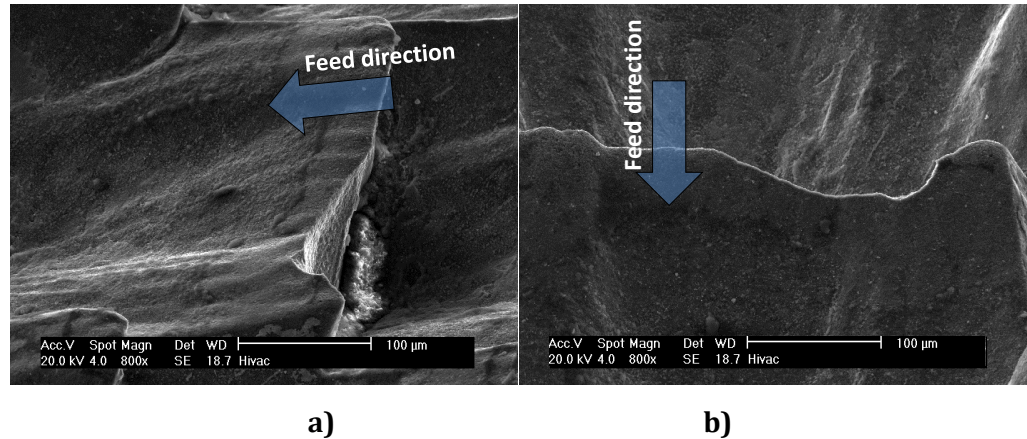 Feed direction
Acc.V Spot Magn Det WD 100 µm
20.0 kV 4.0 800x SE 18.7 Hivac
a)
Feed direction
Acc.V Spot Magn Det WD 100 µm
20.0 kV 4.0 800x SE 18.7 Hivac
b)